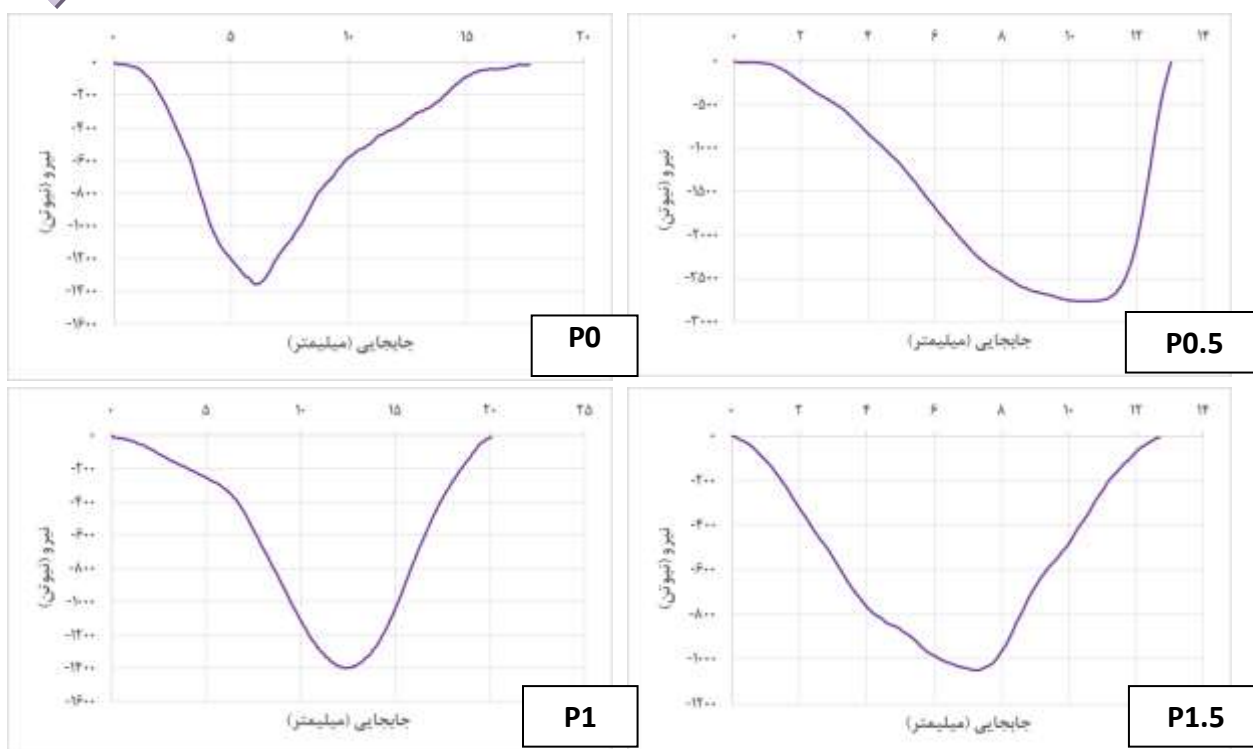 ۰ ۵ ۱۰ ۱۵ ۲۰
۰
-۲۰۰
-۴۰۰
-۶۰۰
-۸۰۰
-۱۰۰۰
-۱۲۰۰
-۱۴۰۰
-۱۶۰۰
نیرو (نیوتن)
جابجایی (میلیمتر)
P0
۰ ۲ ۴ ۶ ۸ ۱۰ ۱۲ ۱۴
۰
-۵۰۰
-۱۰۰۰
-۱۵۰۰
-۲۰۰۰
-۲۵۰۰
-۳۰۰۰
نیرو (نیوتن)
جابجایی (میلیمتر)
P0.5
۰ ۵ ۱۰ ۱۵ ۲۰ ۲۵
۰
-۲۰۰
-۴۰۰
-۶۰۰
-۸۰۰
-۱۰۰۰
-۱۲۰۰
-۱۴۰۰
-۱۶۰۰
نیرو (نیوتن)
جابجایی (میلیمتر)
P1
۰ ۲ ۴ ۶ ۸ ۱۰ ۱۲ ۱۴
۰
-۲۰۰
-۴۰۰
-۶۰۰
-۸۰۰
-۱۰۰۰
-۱۲۰۰
نیرو (نیوتن)
جابجایی (میلیمتر)
P1.5